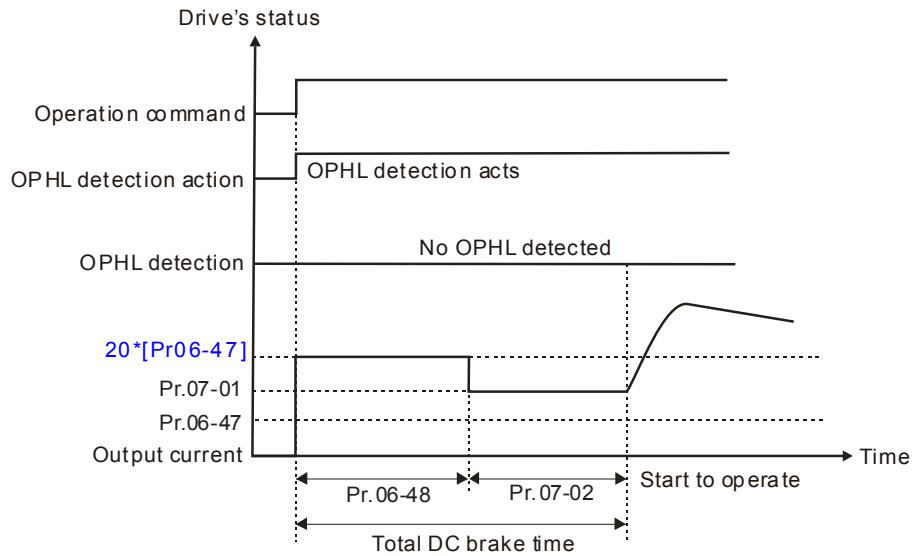 Drive's status
Operation command
OPHL detection action
OPHL detection acts
No OPHL detected
OPHL detection
20*[Pr06-47]
Pr.07-01
Pr.06-47
Output current
Time
Pr.06-48
Pr.07-02
Start to operate
Total DC brake time